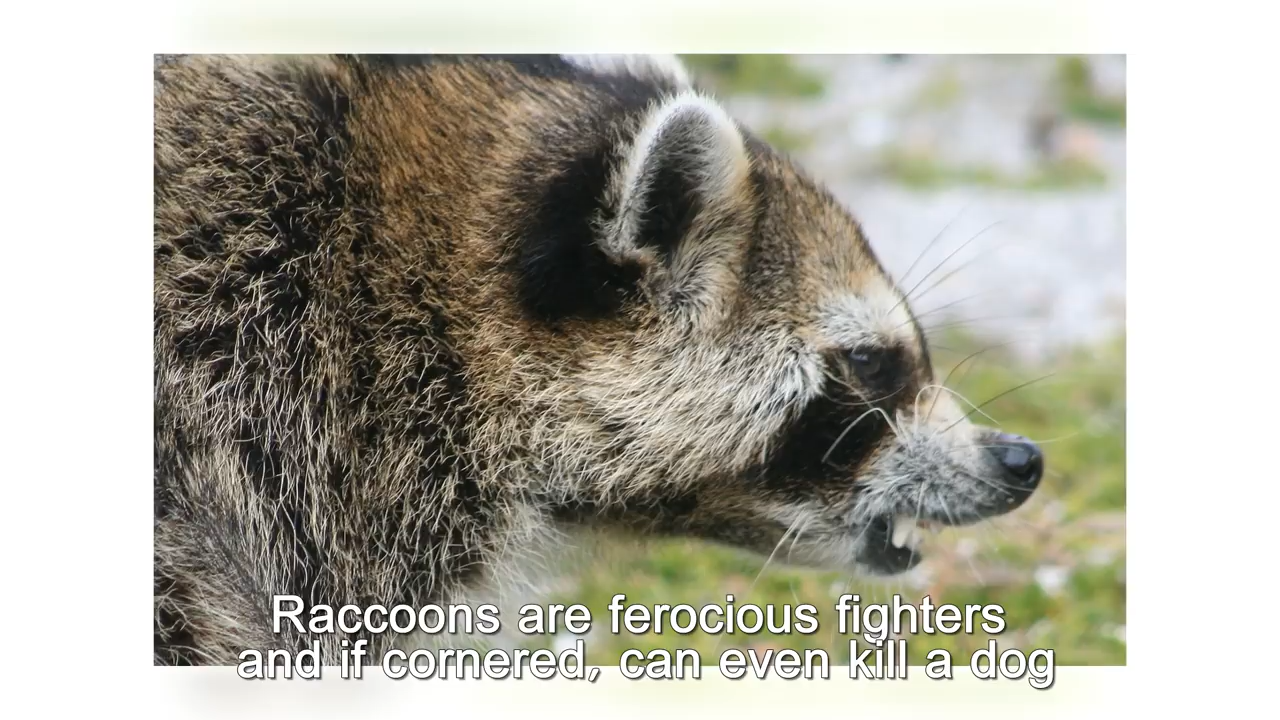 Raccoons are ferocious fighters
and if cornered, can even kill a dog